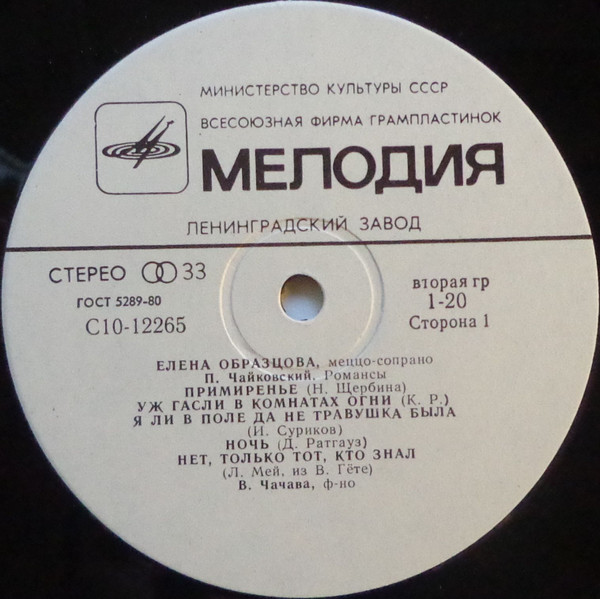 МИНИСТЕРСТВО КУЛЬТУРЫ СССР
ВСЕСОЮЗНАЯ ФИРМА ГРАМПЛАСТИНОК
МЕЛОДИЯ
ЛЕНИНГРАДСКИЙ ЗАВОД
СТЕРЕО 33
ГОСТ 5289-80
С10-12265
вторая гр
1-20
Сторона 1
ЕЛЕНА ОБРАЗЦОВА, меццо-сопрано
П. Чайковский. Романсы
ПРИМИРЕНЬЕ (Н. Щербина)
УЖ ГАСЛИ В КОМНАТАХ ОГНИ (К. Р.)
Я ЛИ В ПОЛЕ ДА НЕ ТРАВУШКА БЫЛА
(И. Суриков)
НОЧЬ (Д. Ратгауз)
НЕТ, ТОЛЬКО ТОТ, КТО ЗНАЛ
(Л. Мей, из В. Гёте)
В. Чачава, ф-но